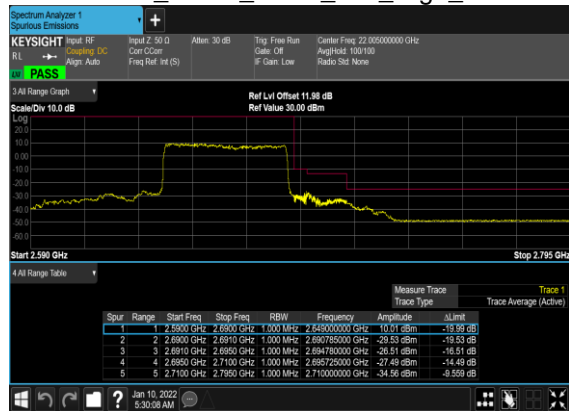 Spectrum Analyzer 1
Spurious Emissions
KEYSIGHT Input: RF Input Z: 50 Ω Atten: 30 dB Trig: Free Run Center Freq: 22.005000000 GHz
RL Coupling: DC Corr CCorr Gate: Off Avg|Hold: 100/100
Align: Auto Freq Ref: Int (S) IF Gain: Low Radio Std: None
PASS
3 All Range Graph
Ref Lvl Offset 11.98 dB
Scale/Div 10.0 dB Ref Value 30.00 dBm
Log
20.0
10.0
0.00
-10.0
-20.0
-30.0
-40.0
-50.0
-60.0
Start 2.590 GHz Stop 2.795 GHz
4 All Range Table
Measure Trace Trace 1
Trace Type Trace Average (Active)
Spur Range Start Freq Stop Freq RBW Frequency Amplitude ΔLimit
1 1 2.5900 GHz 2.6900 GHz 1.000 MHz 2.649000000 GHz 10.01 dBm -19.99 dB
2 2 2.6900 GHz 2.6910 GHz 1.000 MHz 2.690785000 GHz -29.53 dBm -19.53 dB
3 3 2.6910 GHz 2.6950 GHz 1.000 MHz 2.694780000 GHz -26.51 dBm -16.51 dB
4 4 2.6950 GHz 2.7100 GHz 1.000 MHz 2.695725000 GHz -27.49 dBm -14.49 dB
5 5 2.7100 GHz 2.7950 GHz 1.000 MHz 2.710000000 GHz -34.56 dBm -9.559 dB
Jan 10, 2022
5:30:08 AM